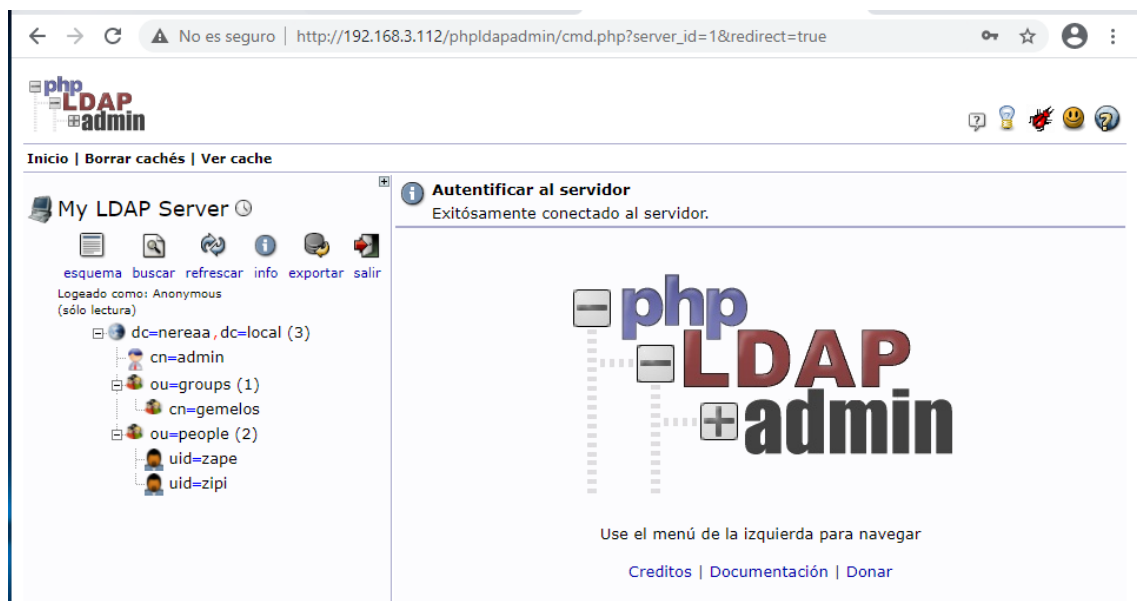 No es seguro | http://192.168.3.112/phpldapadmin/cmd.php?server_id=1&redirect=true
php
LDAP
admin
Inicio | Borrar cachés | Ver cache
My LDAP Server
esquema buscar refrescar info exportar salir
Logeado como: Anonymous
(sólo lectura)
dc=nereaa,dc=local (3)
cn=admin
ou=groups (1)
cn=gemelos
ou=people (2)
uid=zape
uid=zipi
Autentificar al servidor
Exitósamente conectado al servidor.
php
LDAP
admin
Use el menú de la izquierda para navegar
Creditos | Documentación | Donar